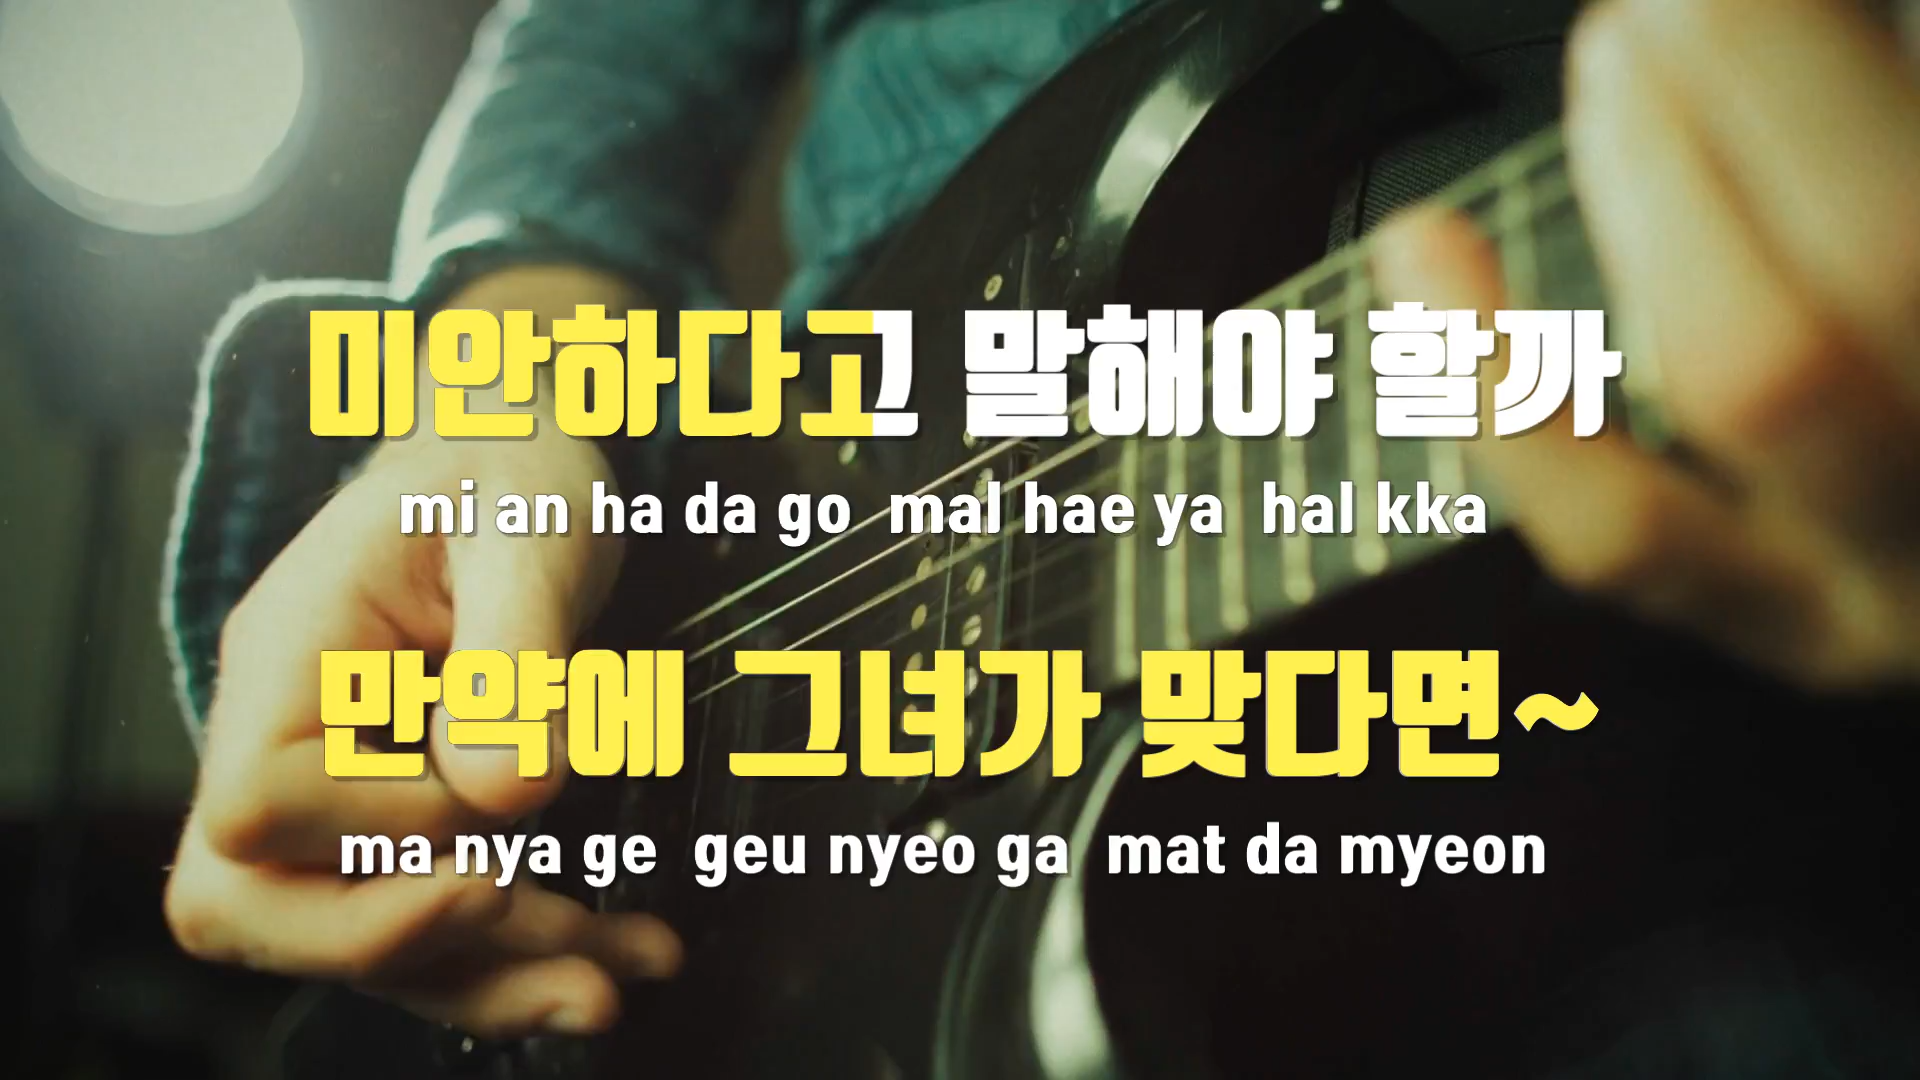 미안하다고 말해야 할까
mi an ha da go mal hae ya hal kka
만약에 그녀가 맞다면~
ma nya ge geu nyeo ga mat da myeon